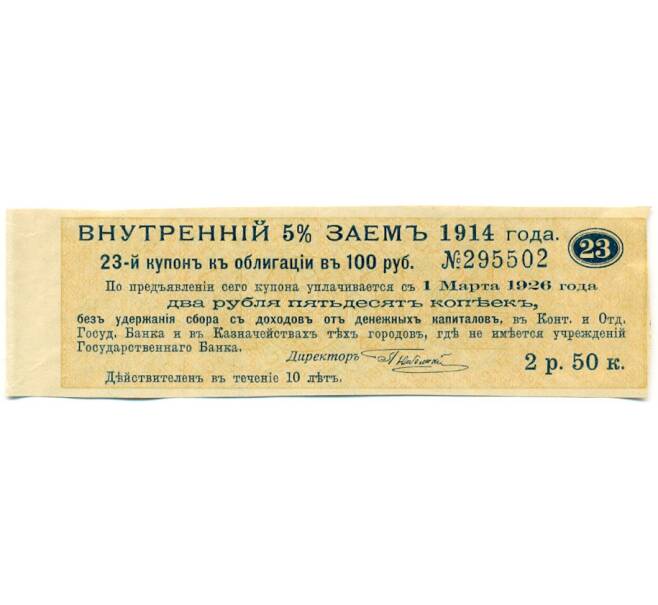 ВНУТРЕННІЙ 5% ЗАЕМЪ 1914 года. 23
23-й купонъ къ облигаціи въ 100 руб. №295502
По предъявленіи сего купона уплачивается съ 1 Марта 1926 года
два рубля пятьдесятъ копѣекъ,
безъ удержанія сбора съ доходовъ отъ денежныхъ капиталовъ, въ Конт. и Отд.
Госуд. Банка и въ Казначействахъ тѣхъ городовъ, гдѣ не имѣется учрежденій
Государственнаго Банка.
Директоръ
2 р. 50 к.
Дѣйствителенъ въ теченіе 10 лѣтъ.